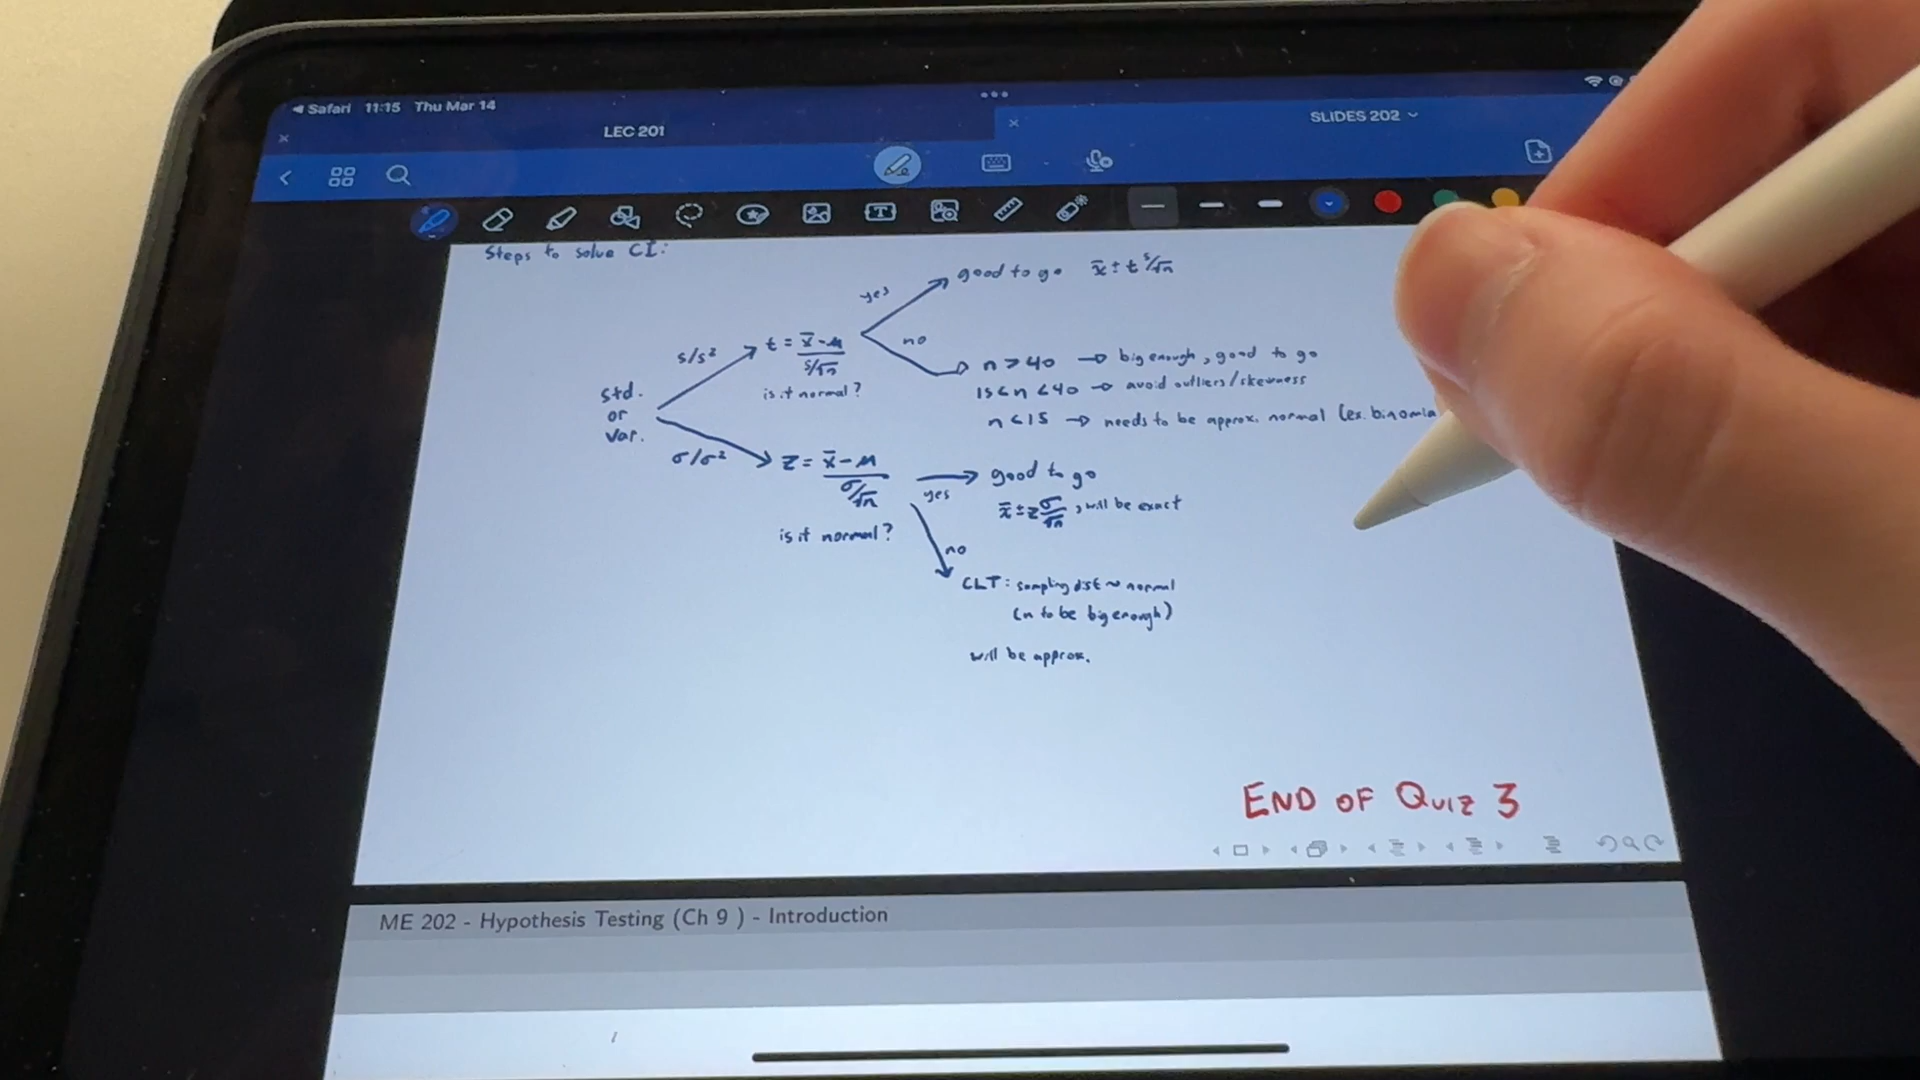 Safari 11:15 Thu Mar 14
LEC 201
SLIDES 202
Steps to solve CI:
yes
good to go x̄ ± t s/√n
s/s²
t = x̄-μ
s/√n
is it normal?
no
n > 40 → big enough, good to go
15 < n < 40 → avoid outliers/skewness
n < 15 → needs to be approx. normal (ex. binomia
std.
or
var.
σ/σ²
z = x̄-μ
σ/√n
is it normal?
yes
good to go
x̄ ± z σ/√n, will be exact
no
CLT: sampling dist ~ normal
(n to be big enough)
will be approx.
END OF QUIZ 3
ME 202 - Hypothesis Testing (Ch 9 ) - Introduction